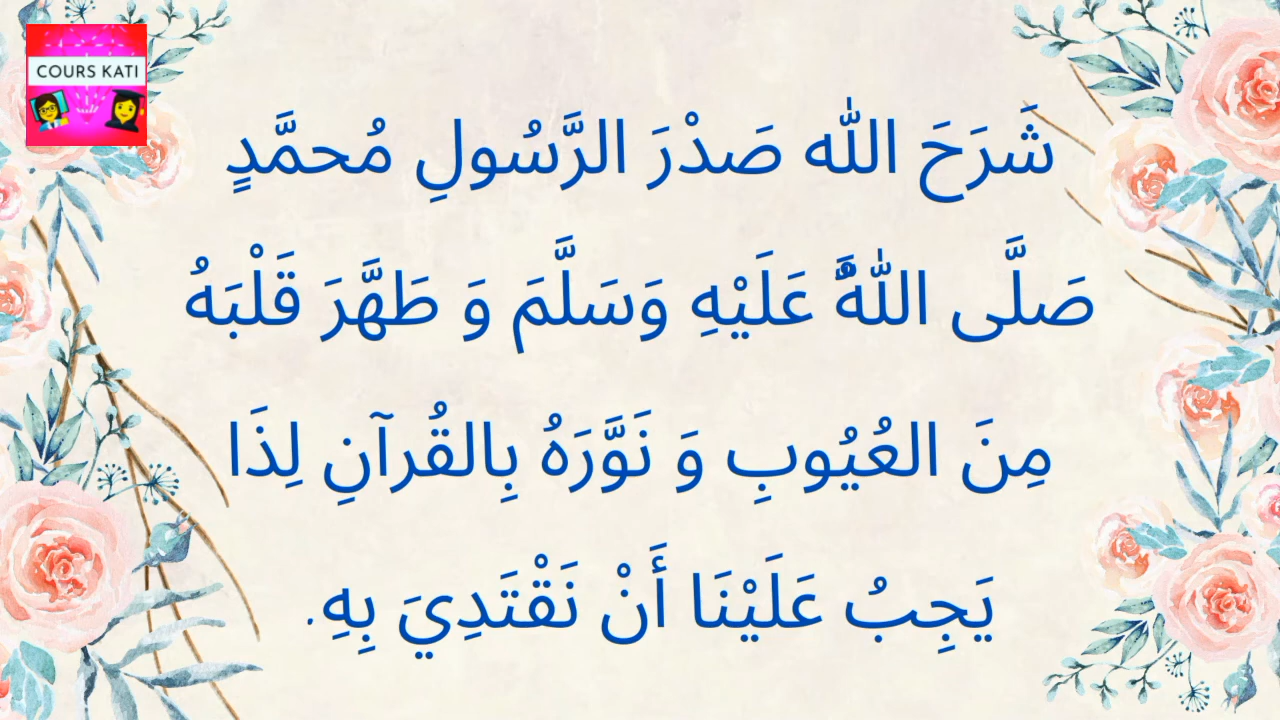 COURS KATI
شَرَحَ اللّٰه صَدْرَ الرَّسُولِ مُحمَّدٍ
صَلَّى اللّٰهُ عَلَيْهِ وَسَلَّمَ وَ طَهَّرَ قَلْبَهُ
مِنَ العُيُوبِ وَ نَوَّرَهُ بِالقُرآنِ لِذَا
يَجِبُ عَلَيْنَا أَنْ نَقْتَدِيَ بِهِ.